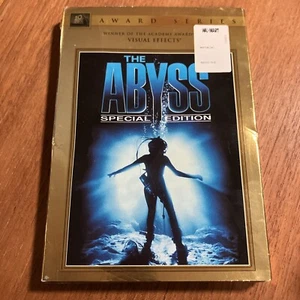 AWARD SERIES
WINNER OF THE ACADEMY AWARD
VISUAL EFFECTS
THE
ABYSS
SPECIAL EDITION